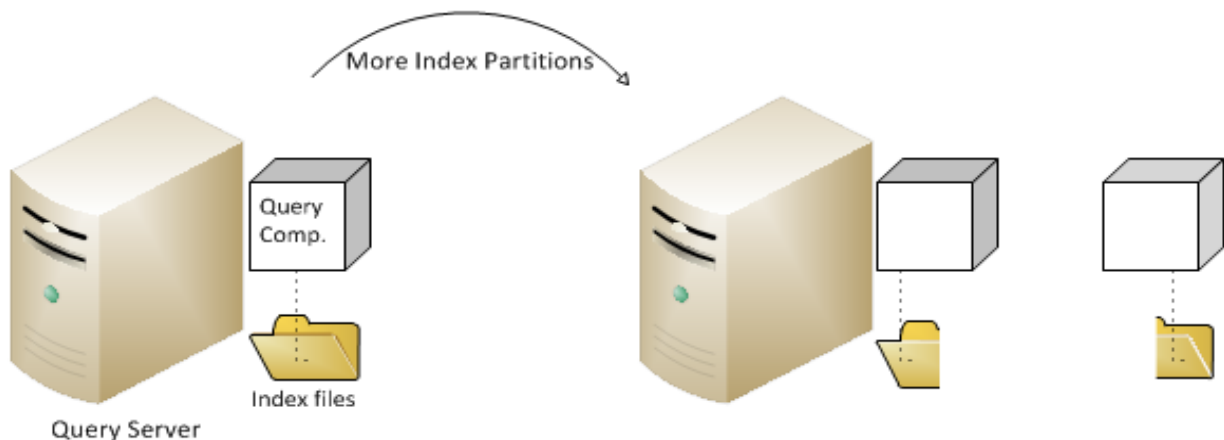 More Index Partitions
Query
Comp.
Index files
Query Server